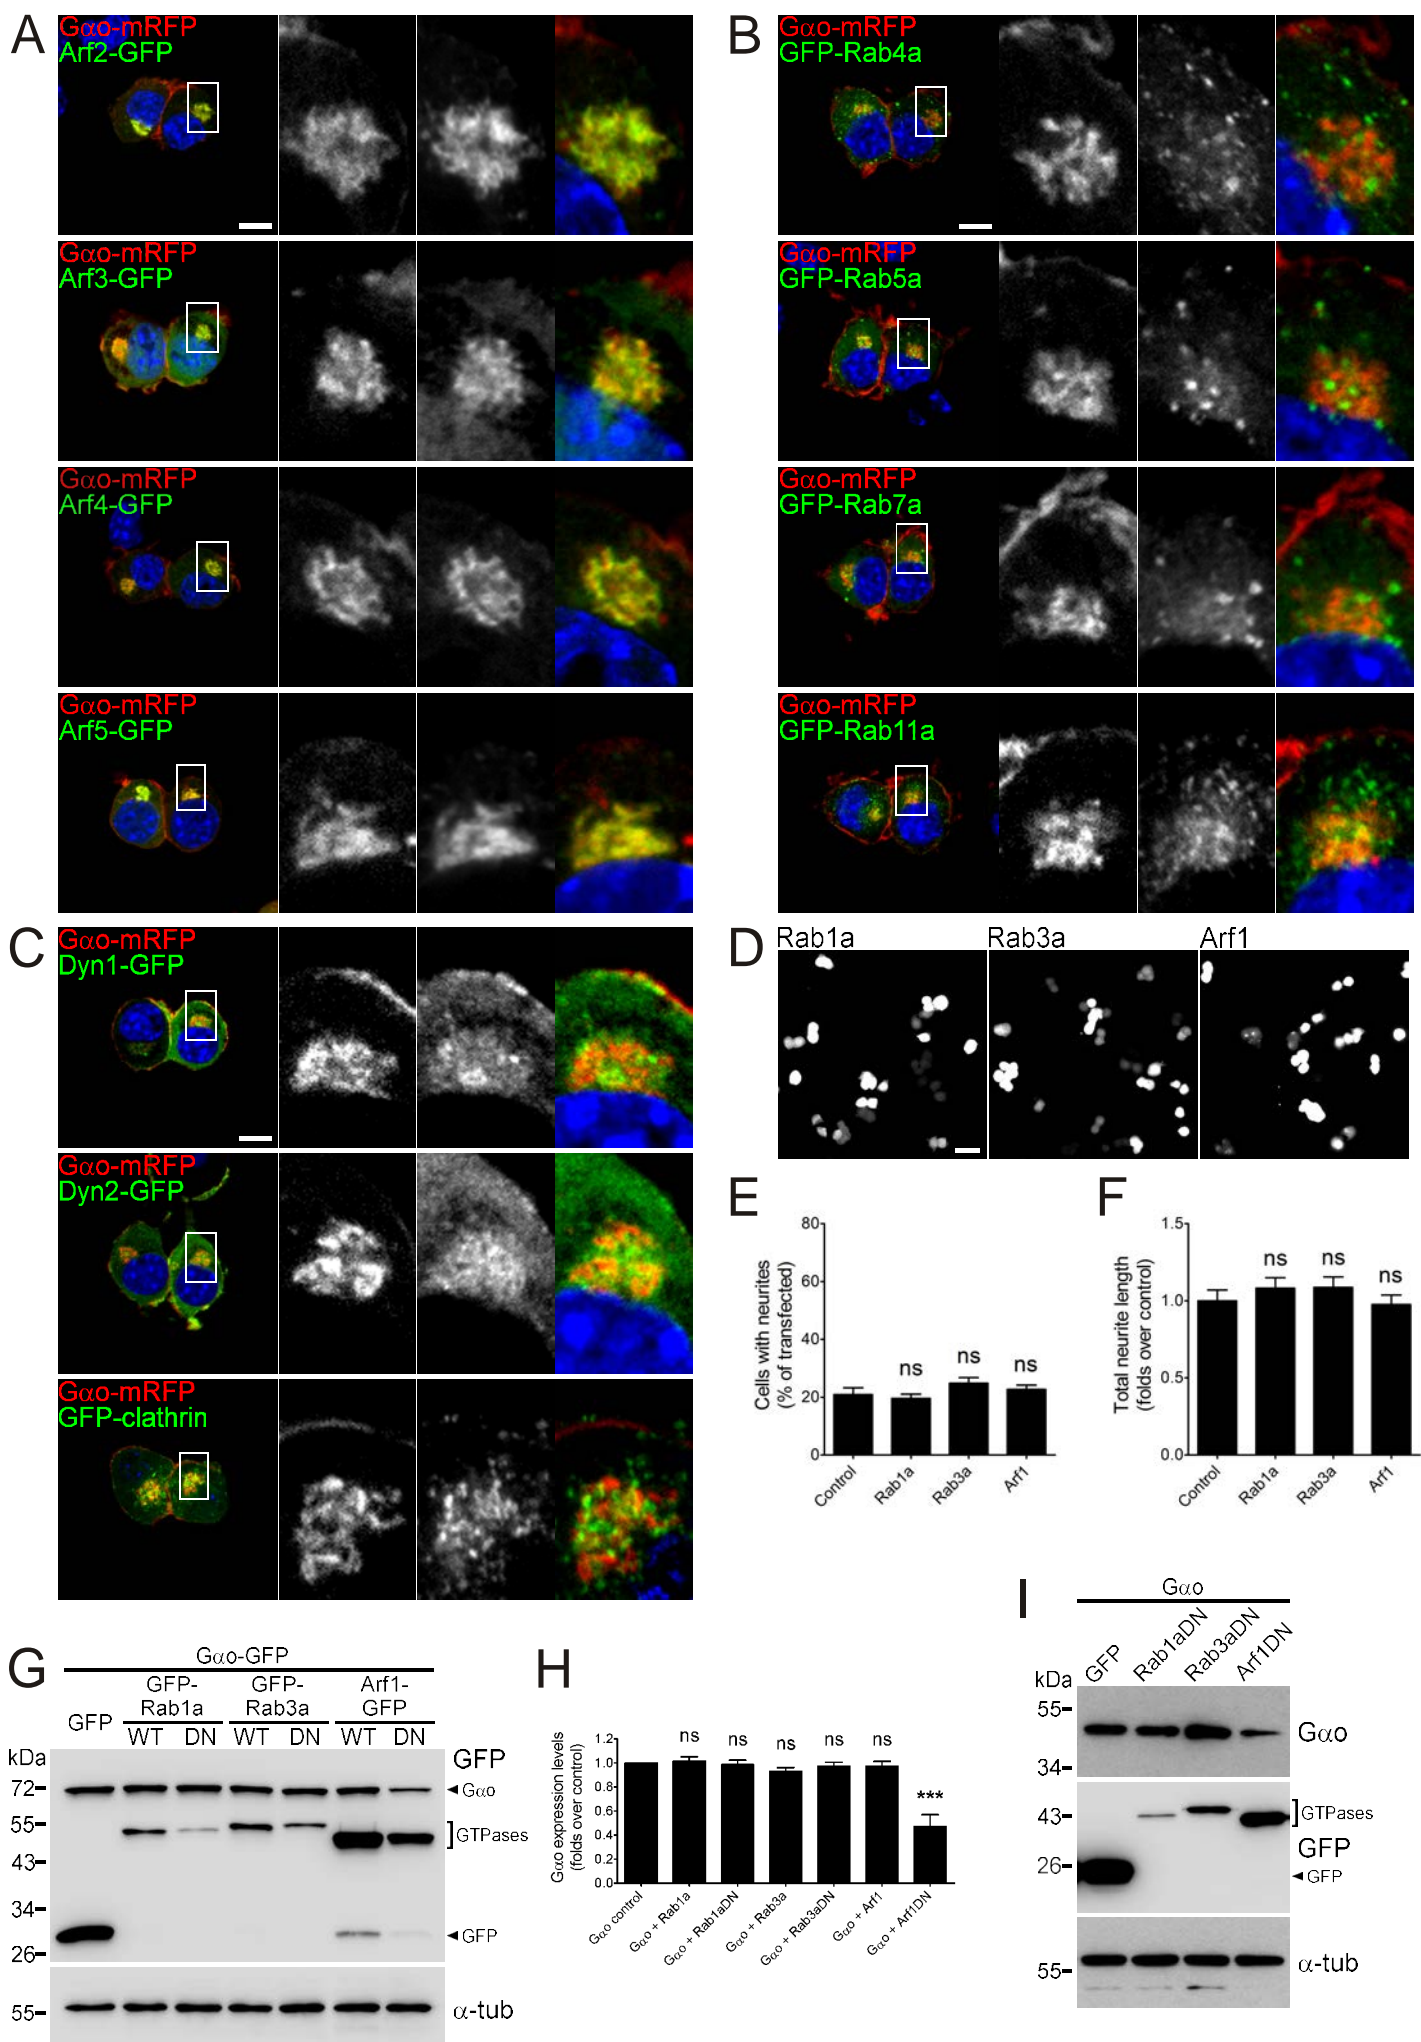 A
Gαo-mRFP
Arf2-GFP
Gαo-mRFP
Arf3-GFP
Gαo-mRFP
Arf4-GFP
Gαo-mRFP
Arf5-GFP
B
Gαo-mRFP
GFP-Rab4a
Gαo-mRFP
GFP-Rab5a
Gαo-mRFP
GFP-Rab7a
Gαo-mRFP
GFP-Rab11a
C
Gαo-mRFP
Dyn1-GFP
Gαo-mRFP
Dyn2-GFP
Gαo-mRFP
GFP-clathrin
D
Rab1a Rab3a Arf1
E
Cells with neurites
(% of transfected)
80
60
40
20
0
ns ns ns
Control Rab1a Rab3a Arf1
F
Total neurite length
(folds over control)
1.5
1.0
0.5
0.0
ns ns ns
Control Rab1a Rab3a Arf1
G
Gαo-GFP
GFP-Rab1a GFP-Rab3a Arf1-GFP
GFP WT DN WT DN WT DN
kDa
72
55
43
34
26
55
GFP
Gαo
GTPases
GFP
α-tub
H
Gαo expression levels
(folds over control)
1.2
1.0
0.8
0.6
0.4
0.2
0.0
ns ns ns ns ns ***
Gαo control
Gαo + Rab1a
Gαo + Rab1aDN
Gαo + Rab3a
Gαo + Rab3aDN
Gαo + Arf1
Gαo + Arf1DN
I
Gαo
GFP Rab1aDN Rab3aDN Arf1DN
kDa
55
34
Gαo
43
26
GTPases
GFP
GFP
55
α-tub